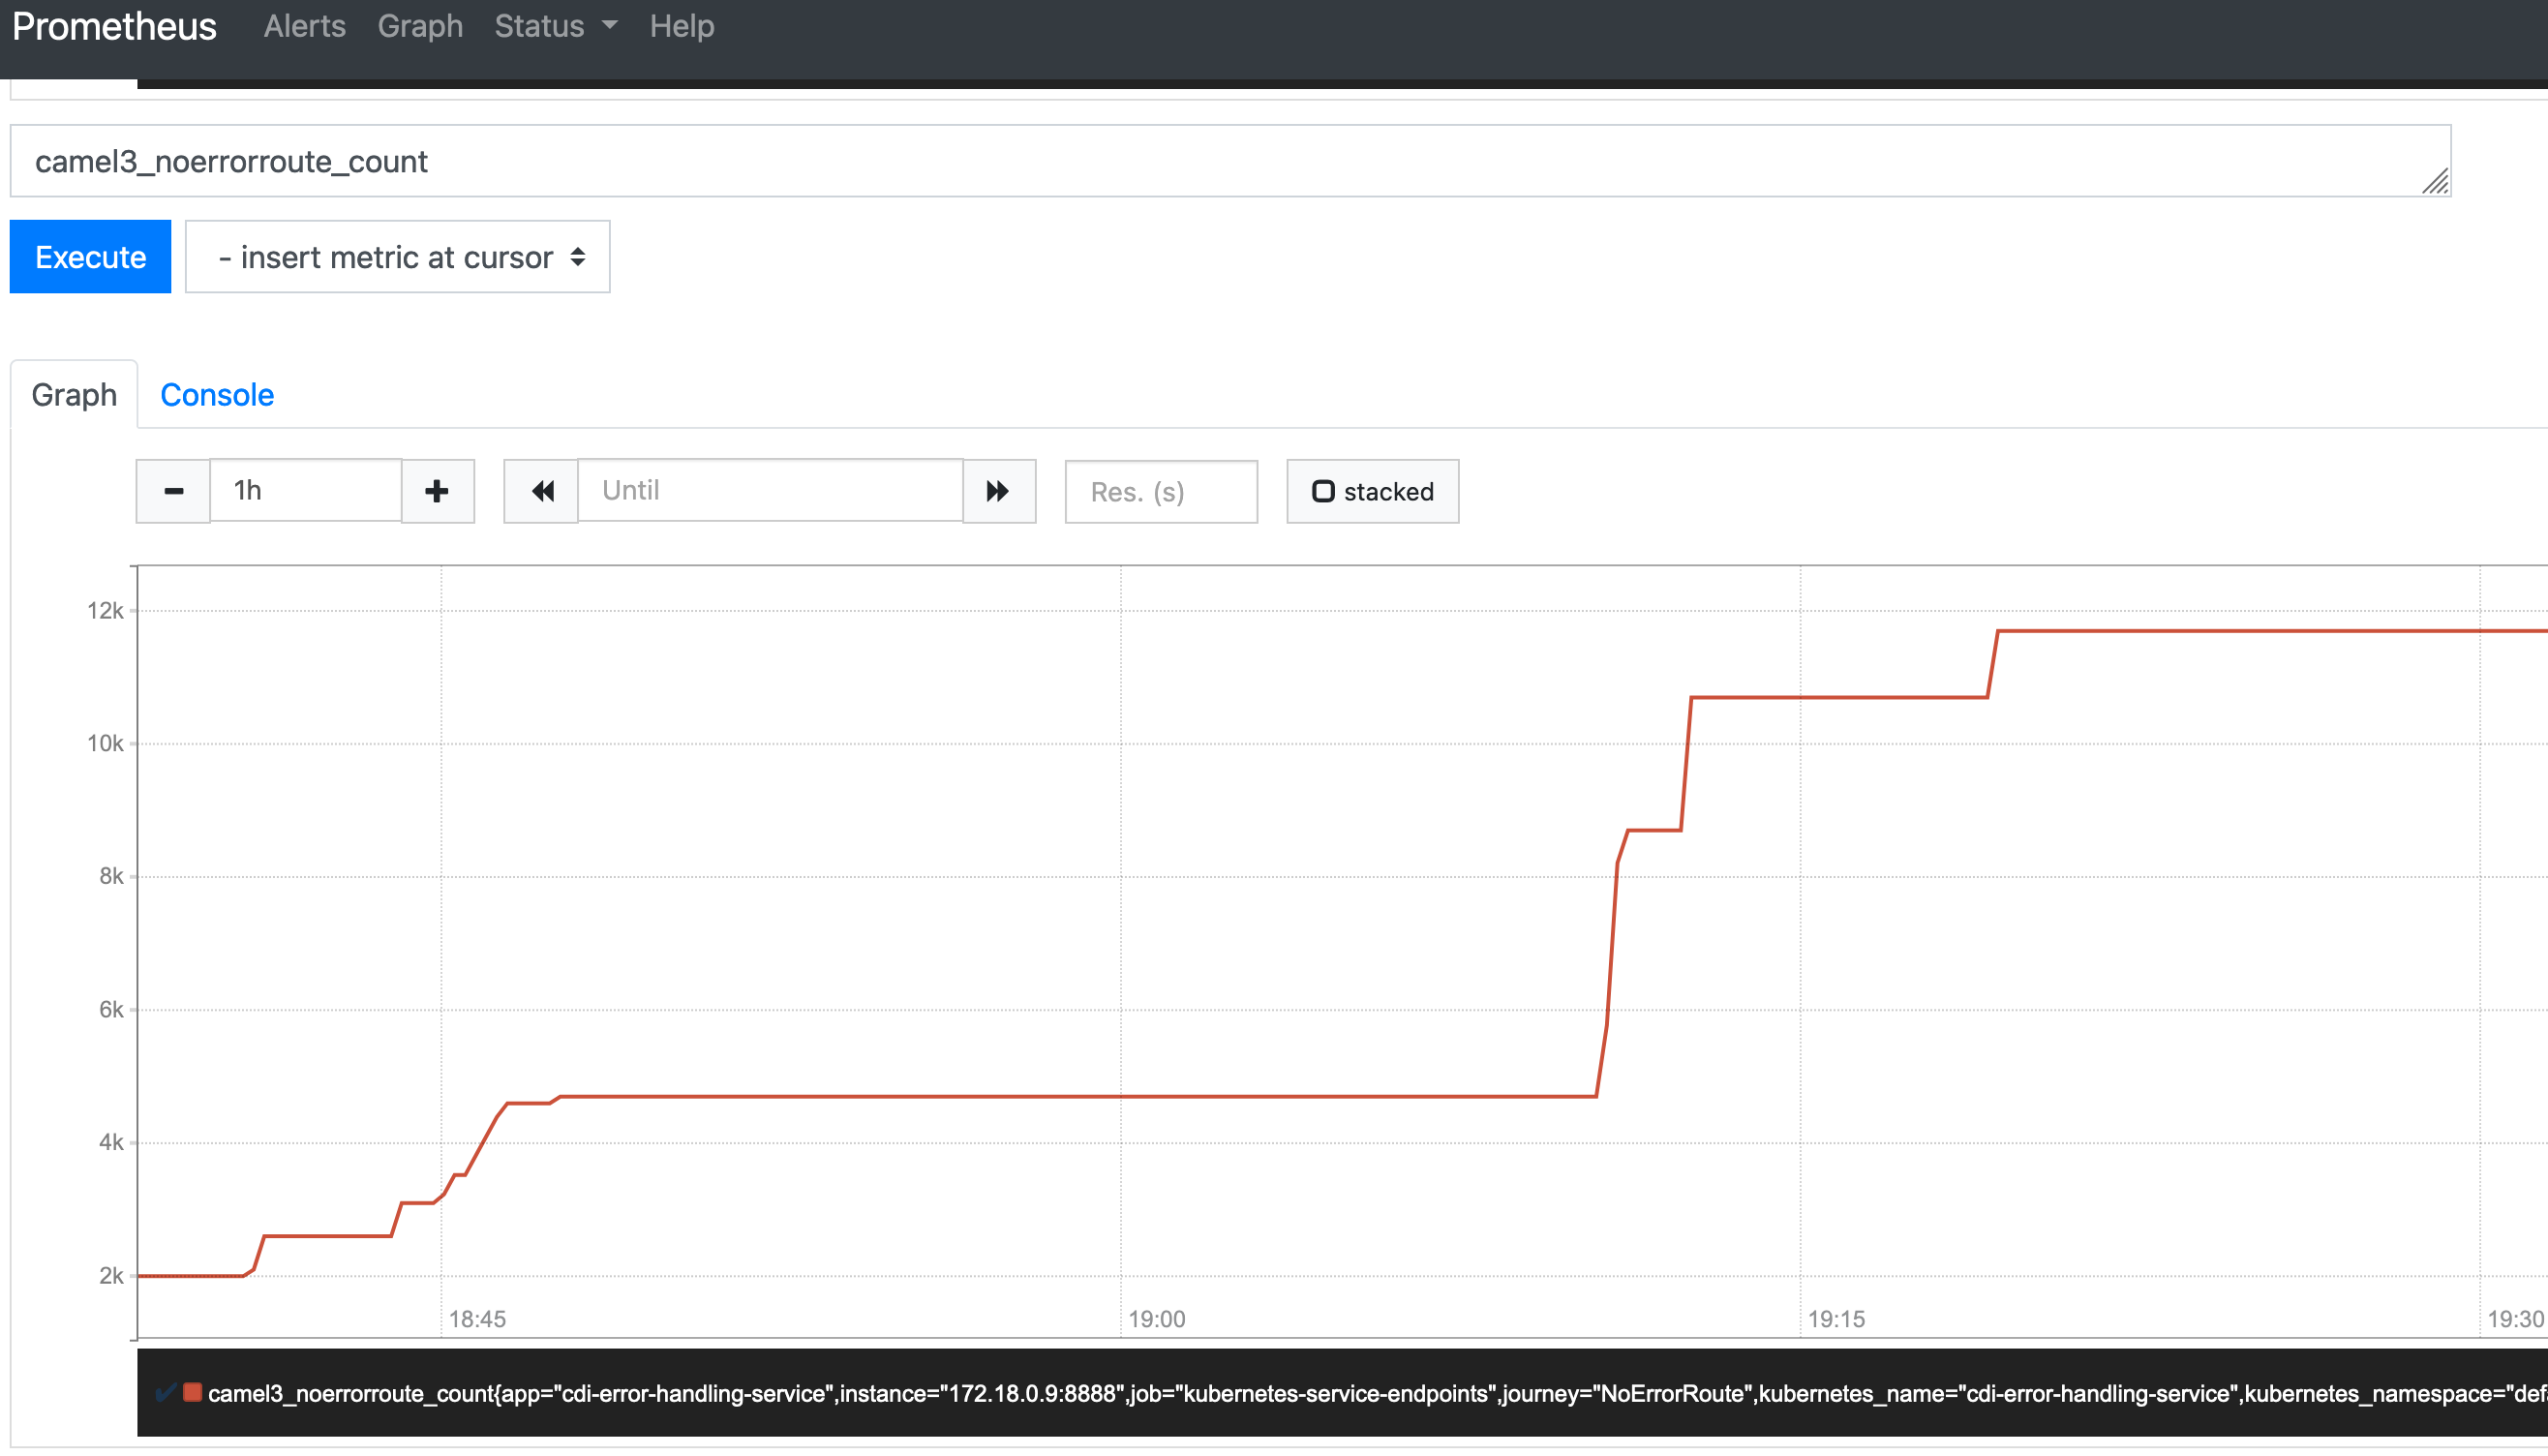 Prometheus Alerts Graph Status Help
camel3_noerrorroute_count
Execute - insert metric at cursor
Graph Console
1h Until Res. (s) stacked
12k
10k
8k
6k
4k
2k
18:45 19:00 19:15 19:30
camel3_noerrorroute_count{app="cdi-error-handling-service",instance="172.18.0.9:8888",job="kubernetes-service-endpoints",journey="NoErrorRoute",kubernetes_name="cdi-error-handling-service",kubernetes_namespace="def